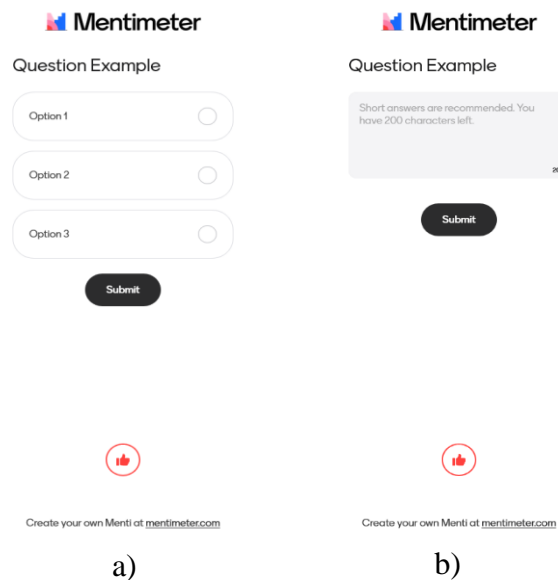 Mentimeter
Question Example
Option 1
Option 2
Option 3
Submit
Create your own Menti at mentimeter.com
a)
Mentimeter
Question Example
Short answers are recommended. You
have 200 characters left.
Submit
Create your own Menti at mentimeter.com
b)